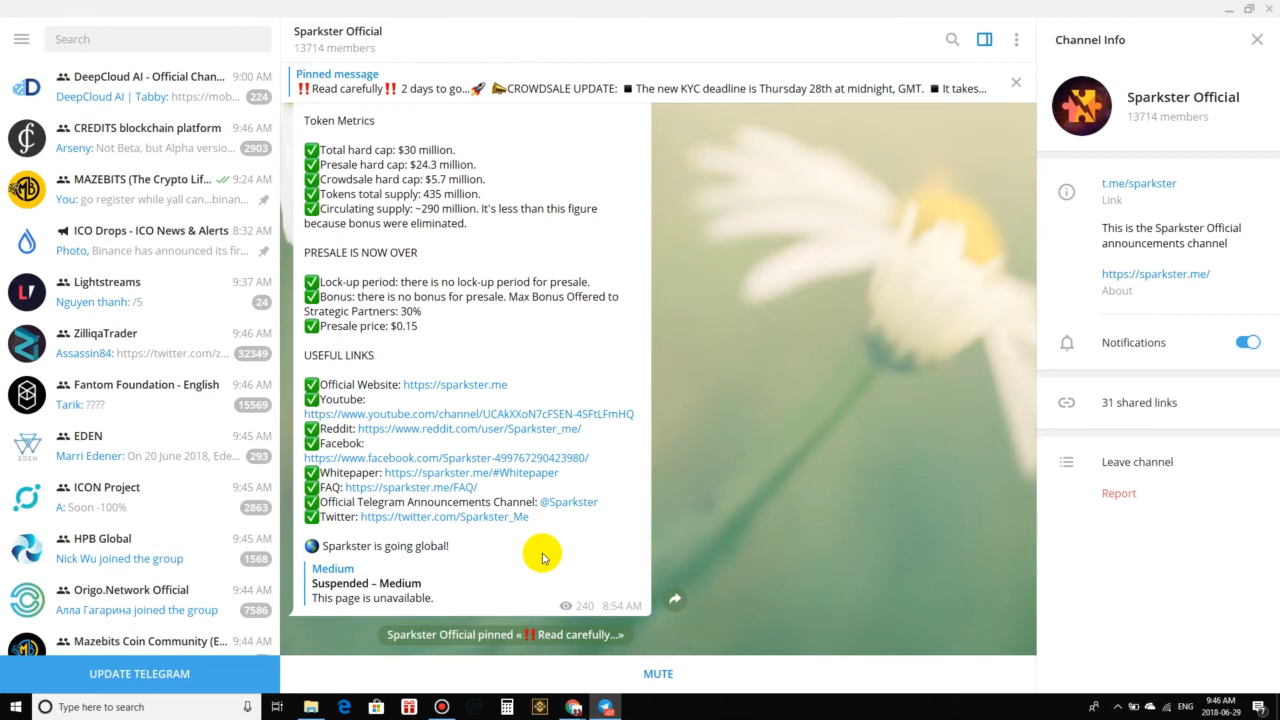 Search
DeepCloud AI - Official Chan... 9:00 AM
DeepCloud AI | Tabby: https://mob... 224
CREDITS blockchain platform 9:46 AM
Arseny: Not Beta, but Alpha versio... 2903
MAZEBITS (The Crypto Lif... 9:24 AM
You: go register while yall can...binan...
ICO Drops - ICO News & Alerts 8:32 AM
Photo, Binance has announced its fir...
Lightstreams 9:37 AM
Nguyen thanh: /5 24
ZilliqaTrader 9:46 AM
Assassin84: https://twitter.com/z... 32349
Fantom Foundation - English 9:46 AM
Tarik: ???? 15569
EDEN 9:45 AM
Marri Edener: On 20 June 2018, Ede... 293
EDEN
ICON Project 9:45 AM
A: Soon -100% 2863
HPB Global 9:45 AM
Nick Wu joined the group 1568
Origo.Network Official 9:44 AM
Алла Гагарина joined the group 7586
Mazebits Coin Community (E... 9:44 AM
UPDATE TELEGRAM
Sparkster Official
13714 members
Pinned message
‼️Read carefully‼️ 2 days to go...🚀 📣CROWDSALE UPDATE: ◾ The new KYC deadline is Thursday 28th at midnight, GMT. ◾ It takes...
Token Metrics
✅Total hard cap: $30 million.
✅Presale hard cap: $24.3 million.
✅Crowdsale hard cap: $5.7 million.
✅Tokens total supply: 435 million.
✅Circulating supply: ~290 million. It's less than this figure
because bonus were eliminated.
PRESALE IS NOW OVER
✅Lock-up period: there is no lock-up period for presale.
✅Bonus: there is no bonus for presale. Max Bonus Offered to
Strategic Partners: 30%
✅Presale price: $0.15
USEFUL LINKS
✅Official Website: https://sparkster.me
✅Youtube:
https://www.youtube.com/channel/UCAkXXoN7cFSEN-4SFtLFmHQ
✅Reddit: https://www.reddit.com/user/Sparkster_me/
✅Facebok:
https://www.facebook.com/Sparkster-499767290423980/
✅Whitepaper: https://sparkster.me/#Whitepaper
✅FAQ: https://sparkster.me/FAQ/
✅Official Telegram Announcements Channel: @Sparkster
✅Twitter: https://twitter.com/Sparkster_Me
🌎 Sparkster is going global!
Medium
Suspended – Medium
This page is unavailable.
240 8:54 AM
Sparkster Official pinned «‼️Read carefully...»
MUTE
Channel Info
Sparkster Official
13714 members
t.me/sparkster
Link
This is the Sparkster Official
announcements channel
https://sparkster.me/
About
Notifications
31 shared links
Leave channel
Report
Type here to search
ENG
9:46 AM
2018-06-29